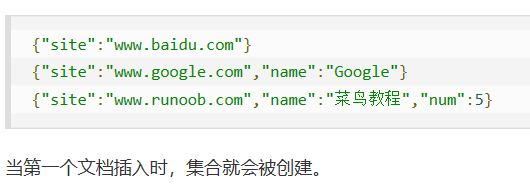 {"site":"www.baidu.com"}
{"site":"www.google.com","name":"Google"}
{"site":"www.runoob.com","name":"菜鸟教程","num":5}
当第一个文档插入时，集合就会被创建。